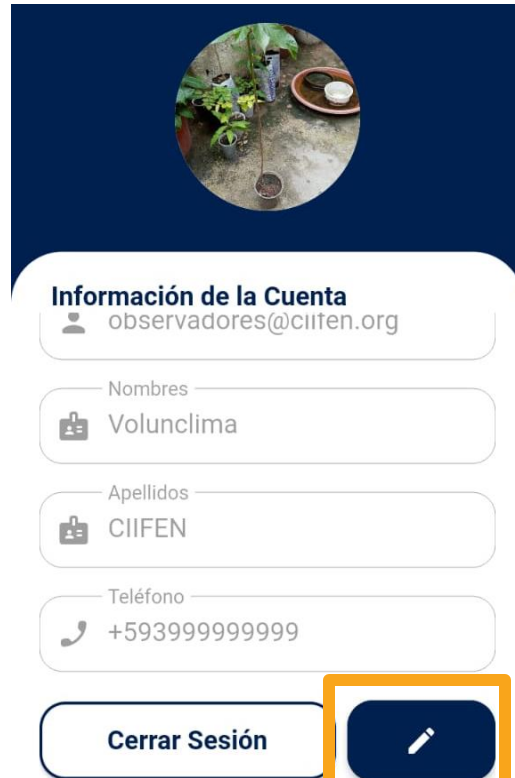 Información de la Cuenta
observadores@ciifen.org
Nombres
Volunclima
Apellidos
CIIFEN
Teléfono
+593999999999
Cerrar Sesión